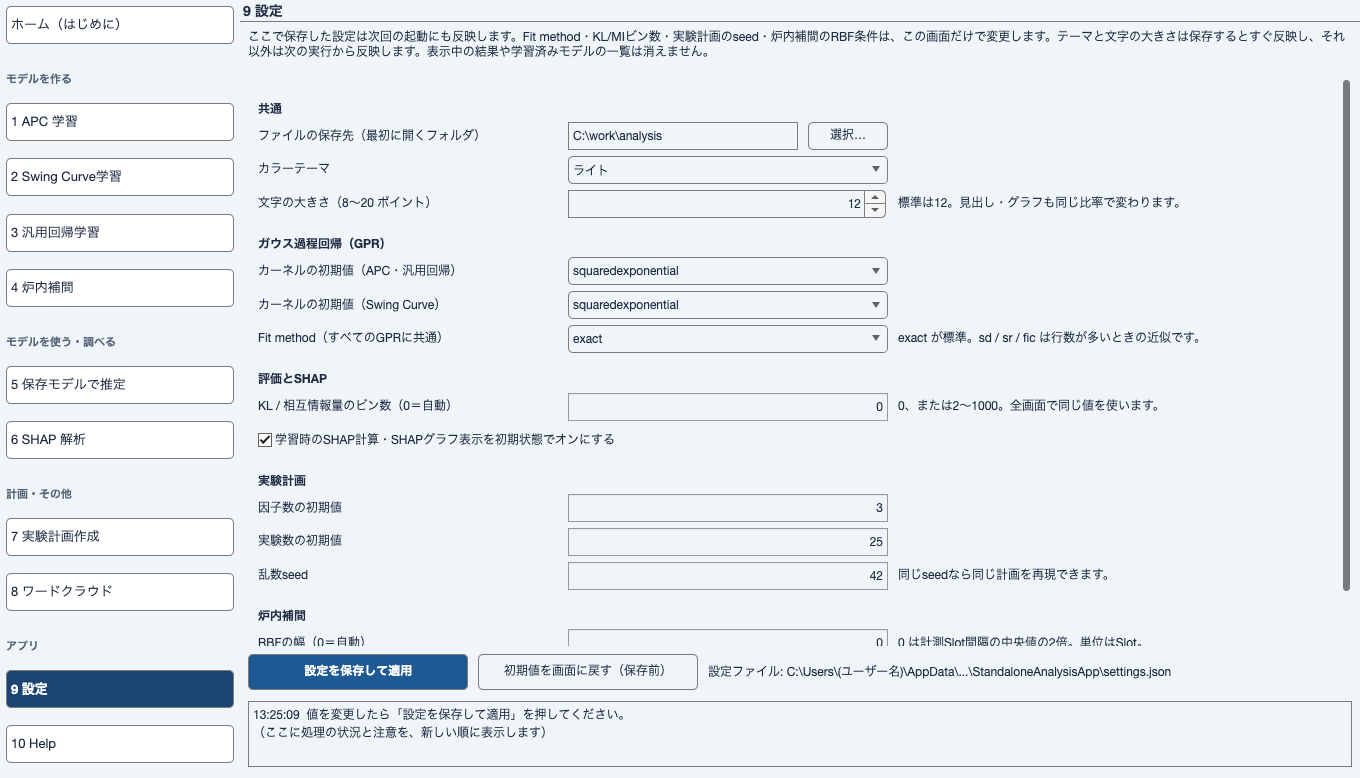 ホーム（はじめに）
モデルを作る
1 APC 学習
2 Swing Curve学習
3 汎用回帰学習
4 炉内補間
モデルを使う・調べる
5 保存モデルで推定
6 SHAP 解析
計画・その他
7 実験計画作成
8 ワードクラウド
アプリ
9 設定
10 Help
9 設定
ここで保存した設定は次回の起動にも反映します。Fit method・KL/MIビン数・実験計画のseed・炉内補間のRBF条件は、この画面だけで変更します。テーマと文字の大きさは保存するとすぐ反映し、それ
以外は次の実行から反映します。表示中の結果や学習済みモデルの一覧は消えません。
共通
ファイルの保存先（最初に開くフォルダ）
C:\work\analysis
選択...
カラーテーマ
ライト
文字の大きさ（8〜20 ポイント）
12
標準は12。見出し・グラフも同じ比率で変わります。
ガウス過程回帰（GPR）
カーネルの初期値（APC・汎用回帰）
squaredexponential
カーネルの初期値（Swing Curve）
squaredexponential
Fit method（すべてのGPRに共通）
exact
exact が標準。sd / sr / fic は行数が多いときの近似です。
評価とSHAP
KL / 相互情報量のビン数（0＝自動）
0
0、または2〜1000。全画面で同じ値を使います。
学習時のSHAP計算・SHAPグラフ表示を初期状態でオンにする
実験計画
因子数の初期値
3
実験数の初期値
25
乱数seed
42
同じseedなら同じ計画を再現できます。
炉内補間
RBFの幅（0＝自動）
0
0 は計測Slot間隔の中央値の2倍。単位はSlot。
設定を保存して適用
初期値を画面に戻す（保存前）
設定ファイル: C:\Users\(ユーザー名)\AppData\...\StandaloneAnalysisApp\settings.json
13:25:09 値を変更したら「設定を保存して適用」を押してください。
（ここに処理の状況と注意を、新しい順に表示します）